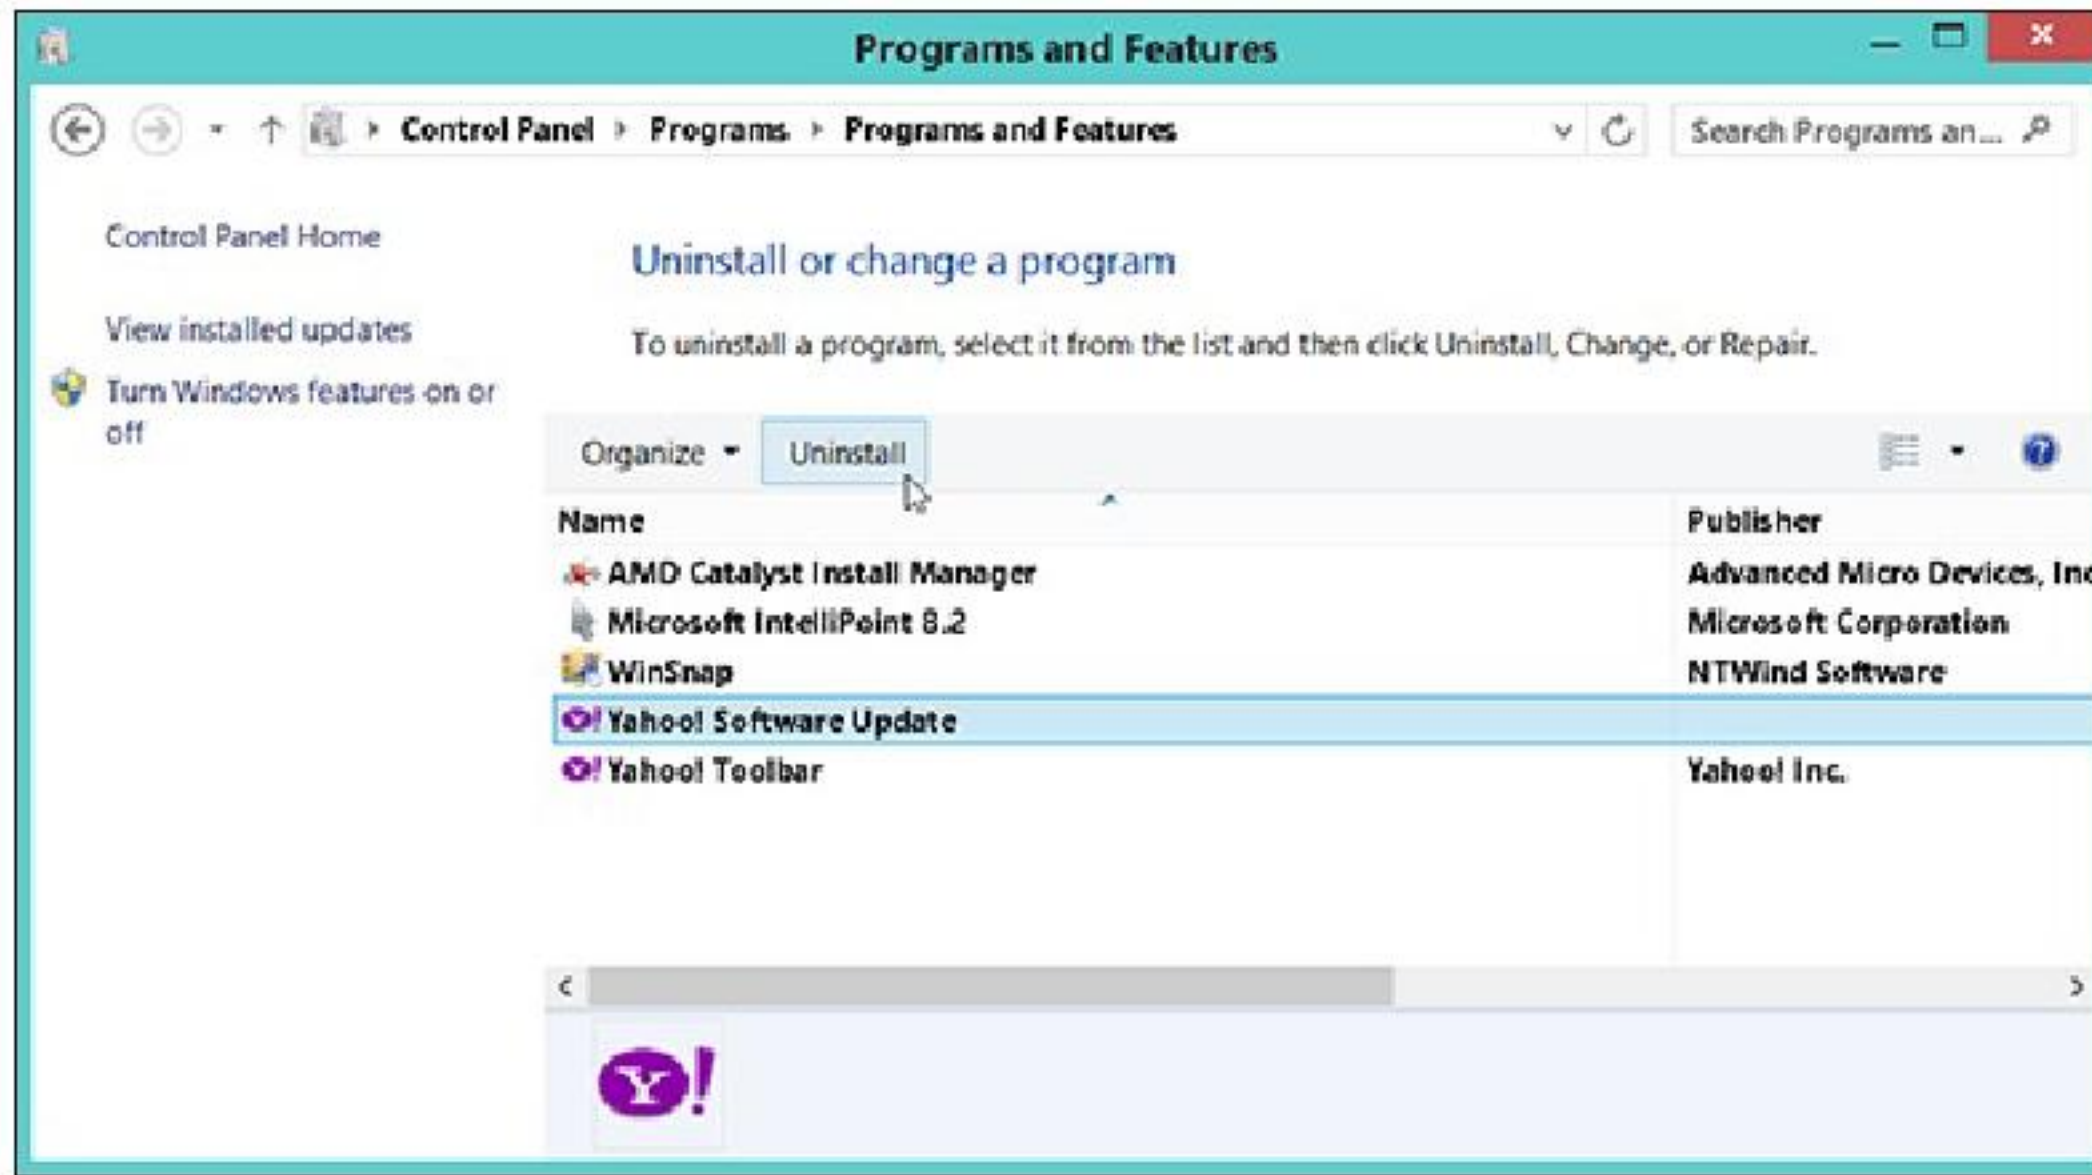 Programs and Features
Control Panel Programs Programs and Features
Search Programs an...
Control Panel Home
View installed updates
Turn Windows features on or
off
Uninstall or change a program
To uninstall a program, select it from the list and then click Uninstall, Change, or Repair.
Organize Uninstall
Name Publisher
AMD Catalyst Install Manager Advanced Micro Devices, Inc
Microsoft IntelliPoint 8.2 Microsoft Corporation
WinSnap NTWind Software
Y! Yahoo! Software Update
Y! Yahoo! Toolbar Yahoo! Inc.
Y!